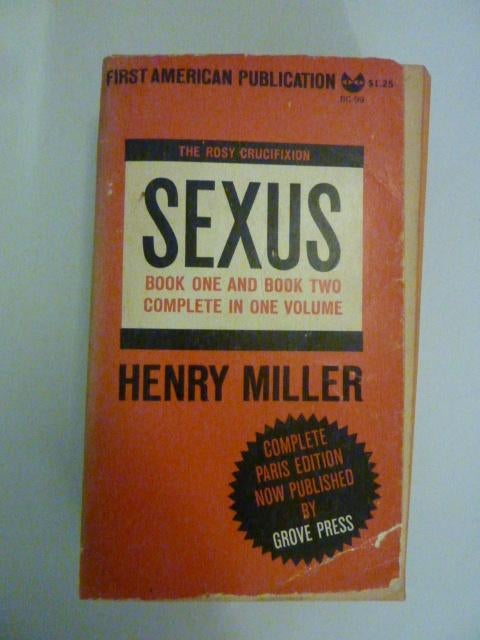 FIRST AMERICAN PUBLICATION $1.25
BC-99
THE ROSY CRUCIFIXION
SEXUS
BOOK ONE AND BOOK TWO
COMPLETE IN ONE VOLUME
HENRY MILLER
COMPLETE
PARIS EDITION
NOW PUBLISHED
BY
GROVE PRESS